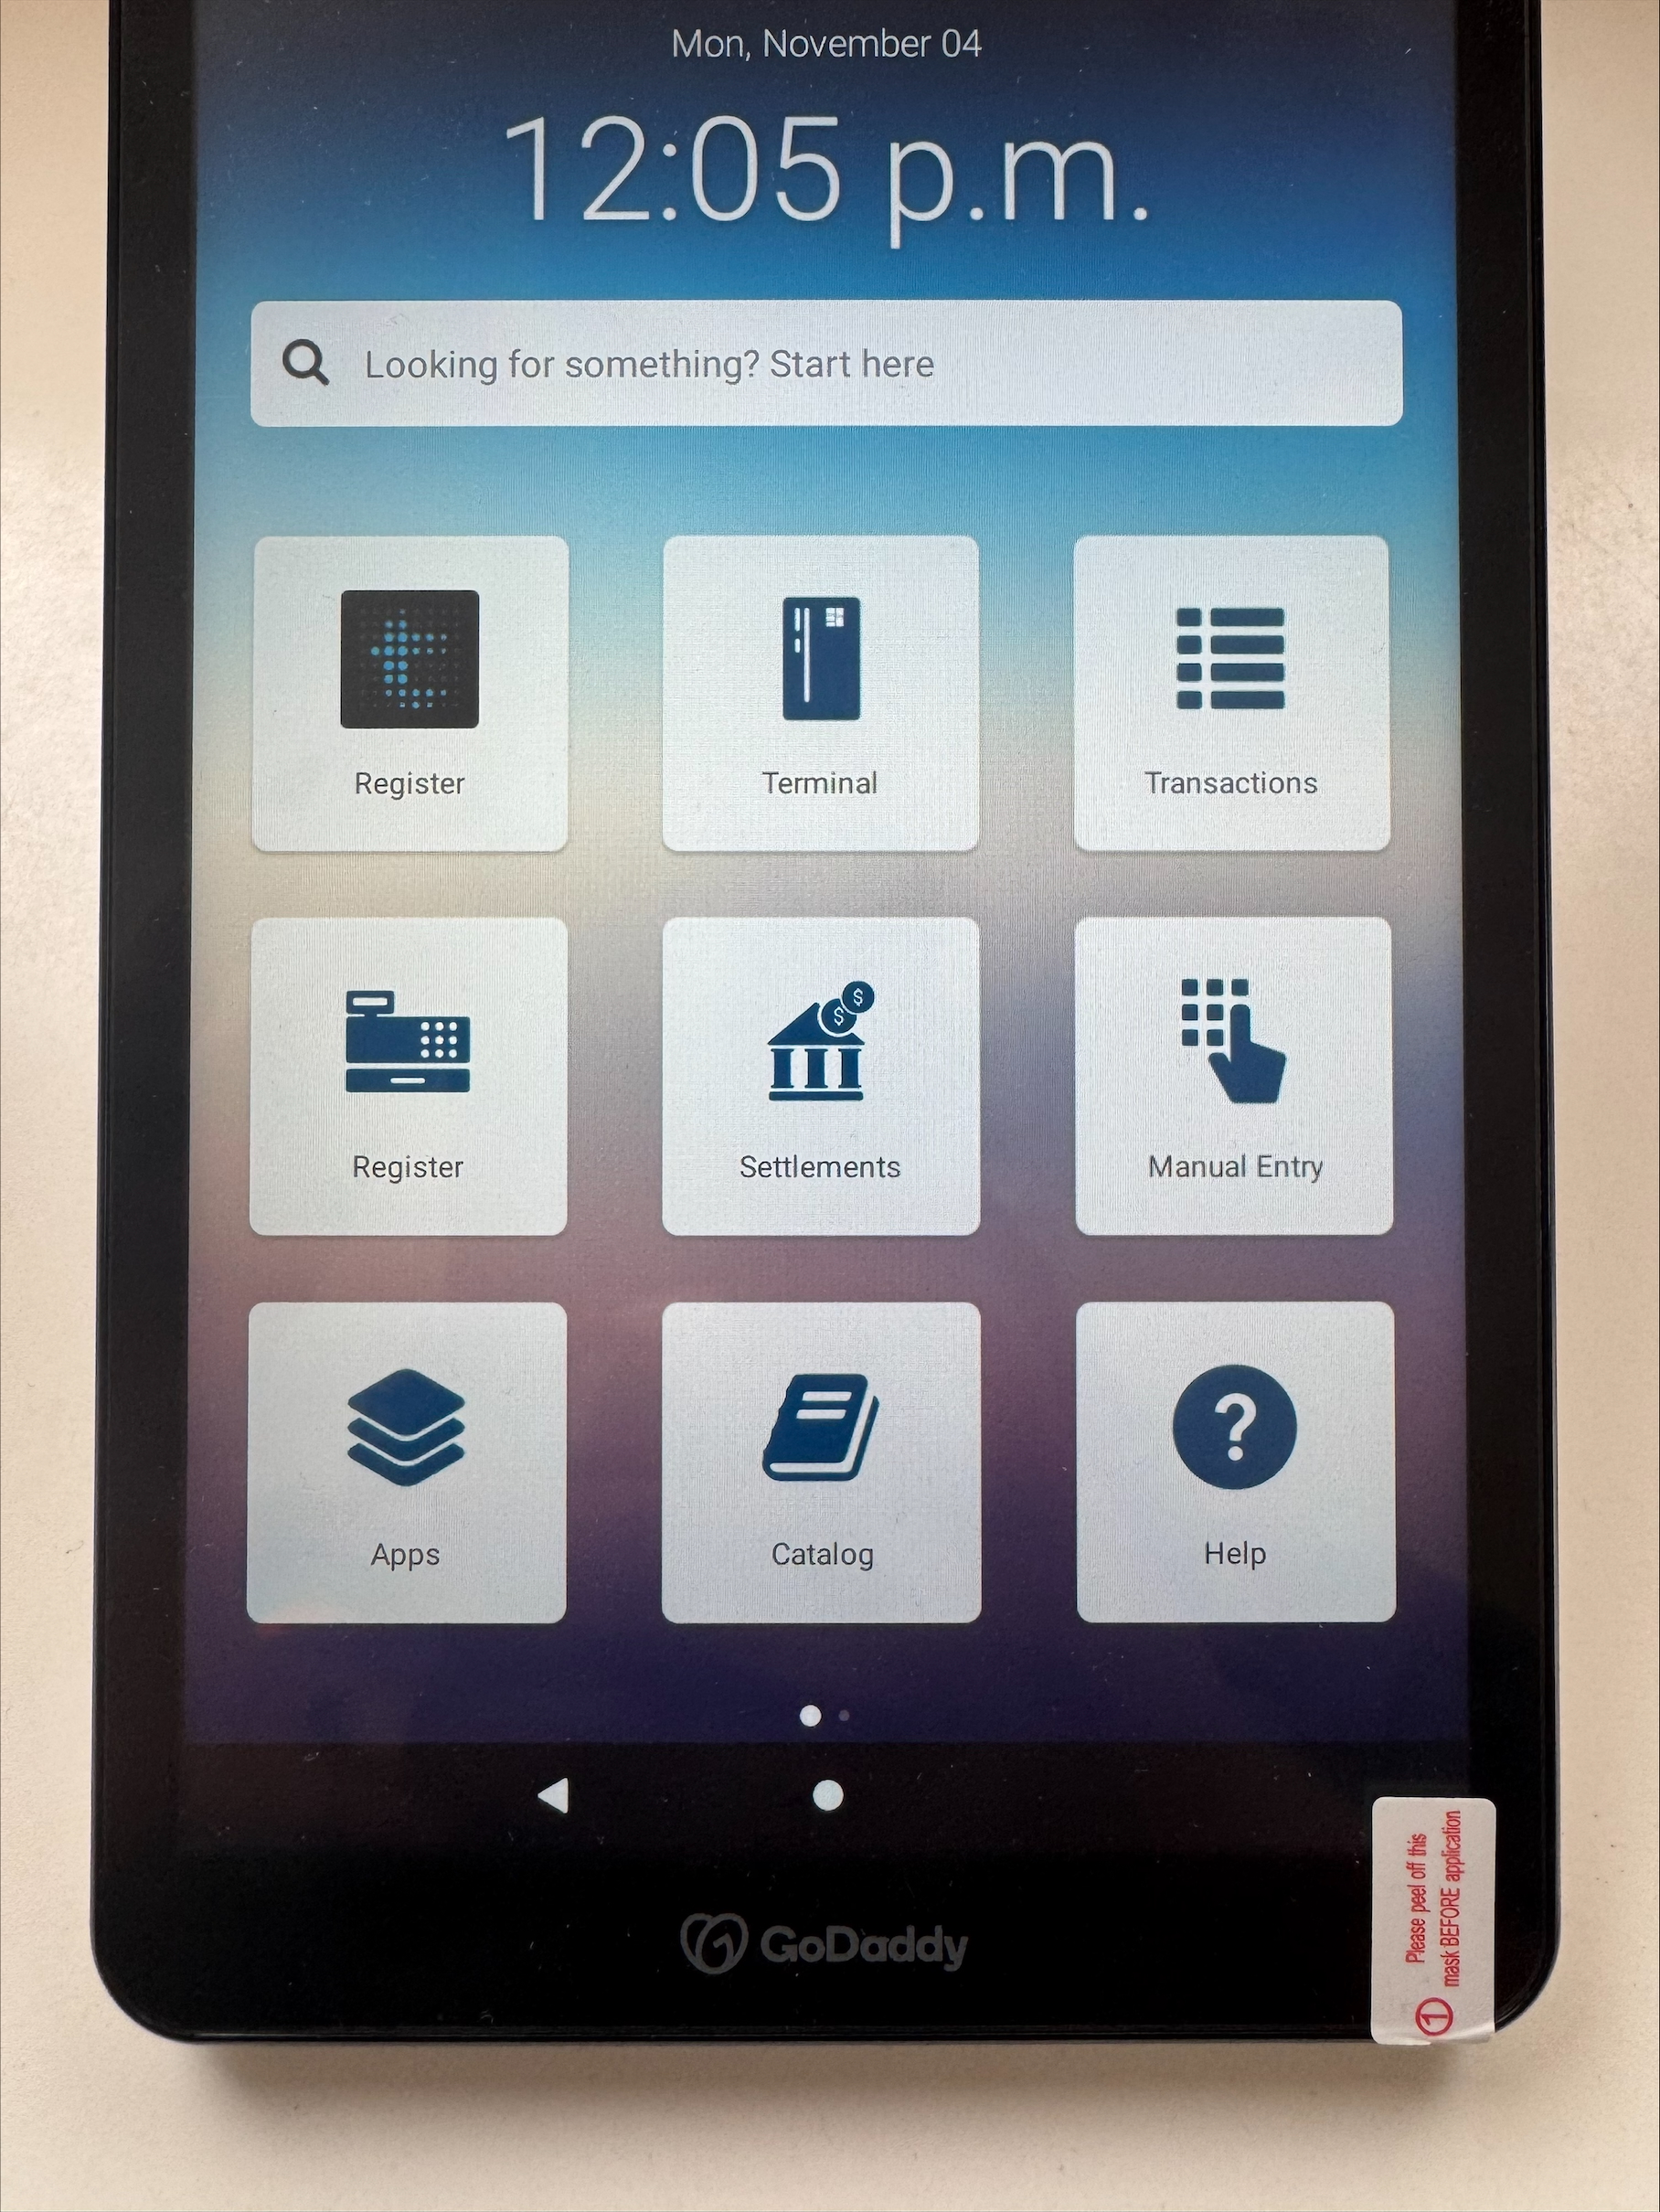 Mon, November 04
12:05 p.m.
Looking for something? Start here
t
Register
Terminal
Transactions
$ $
Register
Settlements
Manual Entry
?
Apps
Catalog
Help
GoDaddy
Please peel off this
mask BEFORE application
①